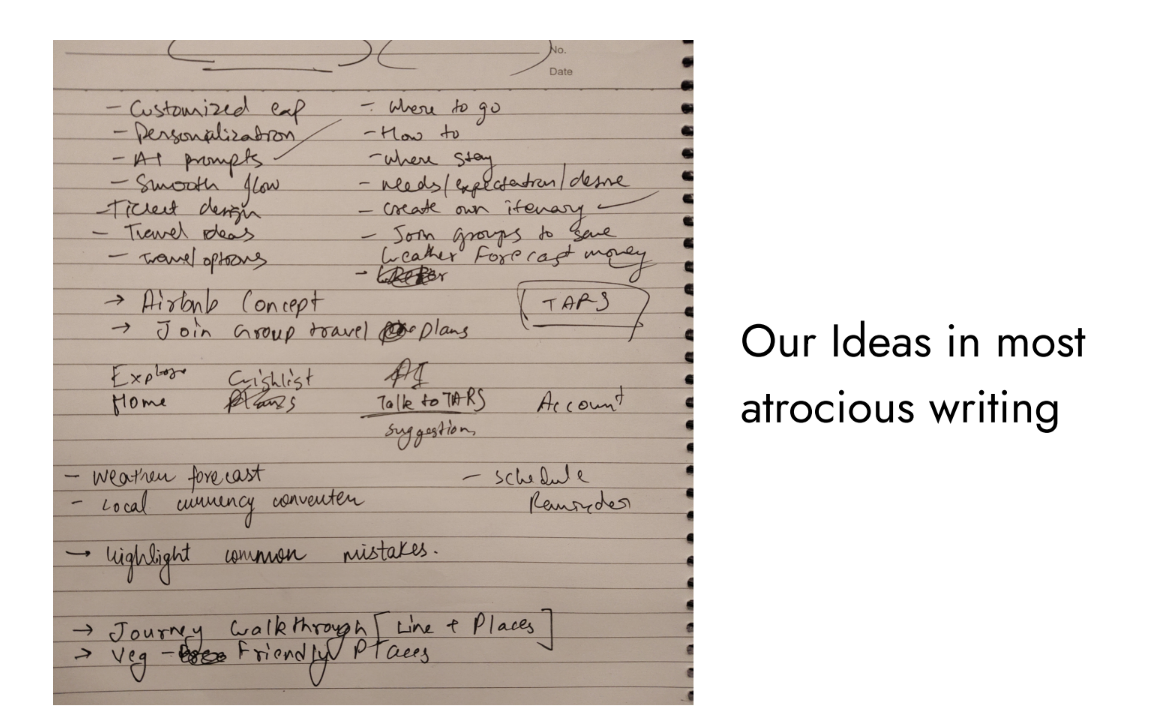 No.
Date
- Customized exp
- Personalization
- AI prompts
- Smooth flow
- Ticket design
- Travel ideas
- travel options
- where to go
- How to
- where stay
- needs/expectation/desire
- create own itenary
- Join groups to save
money
Weather Forecast
→ Airbnb Concept
→ Join Group travel plans
TARS
Explore Wishlist AI
Home Plans Talk to TARS Account
suggestion
- weather forecast
- Local currency converter
- schedule
Reminder
→ highlight common mistakes.
→ Journey Walkthrough [Line + Places]
→ Veg - Friendly Places
Our Ideas in most
atrocious writing